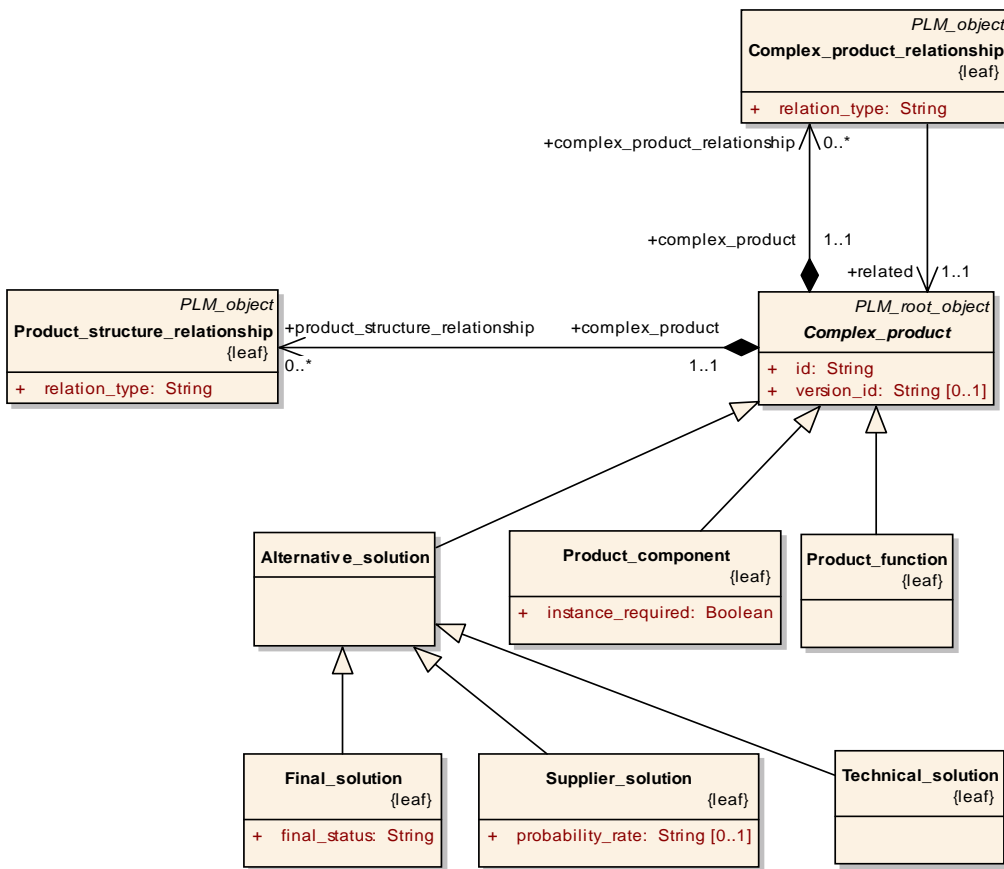 PLM_object
Complex_product_relationship
{leaf}
+ relation_type: String
+complex_product_relationship
0..*
+complex_product
1..1
+related
1..1
PLM_object
Product_structure_relationship
{leaf}
+ relation_type: String
+product_structure_relationship
0..*
+complex_product
1..1
PLM_root_object
Complex_product
+ id: String
+ version_id: String [0..1]
Alternative_solution
Product_component
{leaf}
+ instance_required: Boolean
Product_function
{leaf}
Final_solution
{leaf}
+ final_status: String
Supplier_solution
{leaf}
+ probability_rate: String [0..1]
Technical_solution
{leaf}